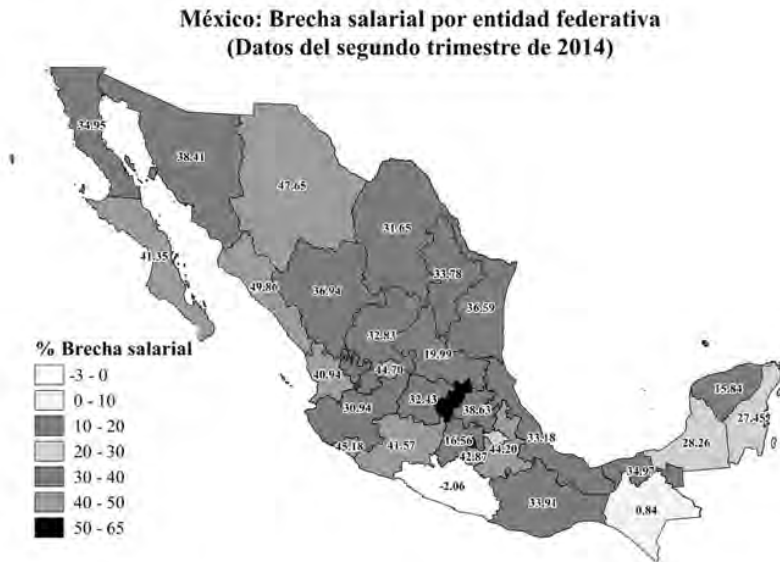 México: Brecha salarial por entidad federativa
(Datos del segundo trimestre de 2014)
34.95
38.41
47.65
31.65
33.78
41.35
49.86
36.94
36.59
32.83
19.99
44.70
40.94
32.43
38.63
30.94
15.84
27.45
45.18
41.57
16.56
42.87
44.20
33.18
28.26
34.97
-2.06
33.91
0.84
% Brecha salarial
-3 - 0
0 - 10
10 - 20
20 - 30
30 - 40
40 - 50
50 - 65